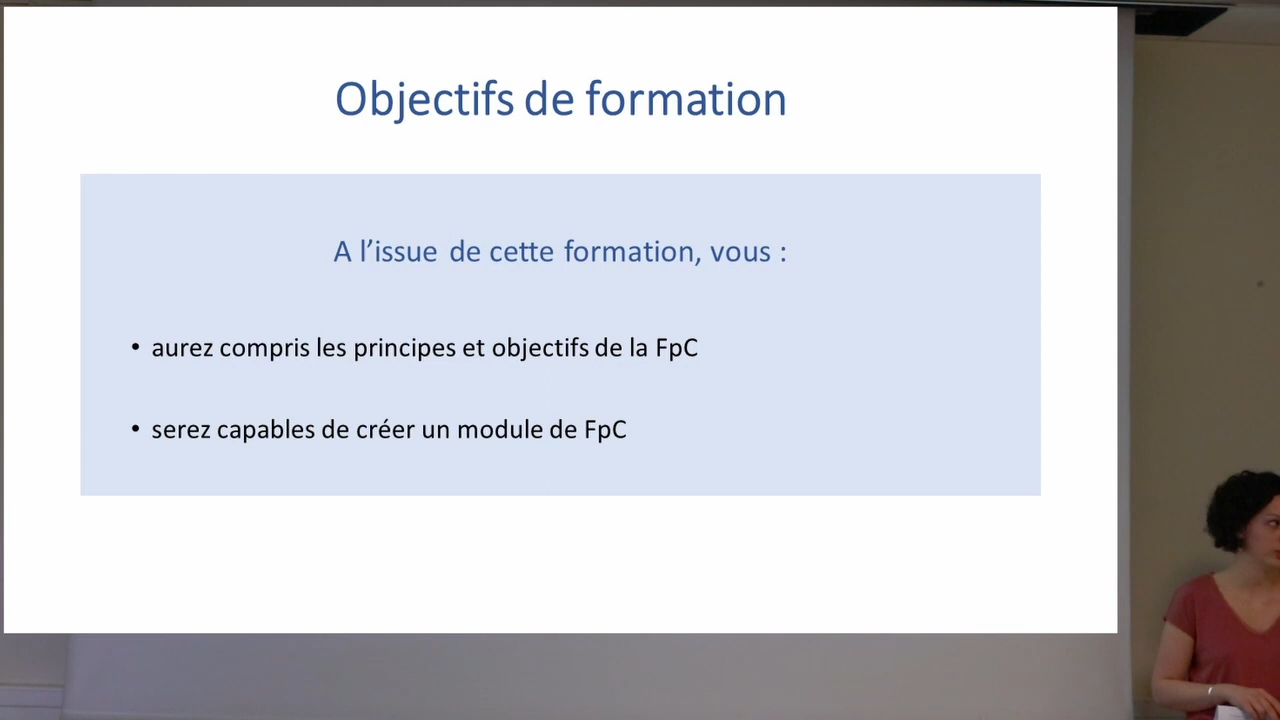 Objectifs de formation
A l’issue de cette formation, vous :
• aurez compris les principes et objectifs de la FpC
• serez capables de créer un module de FpC